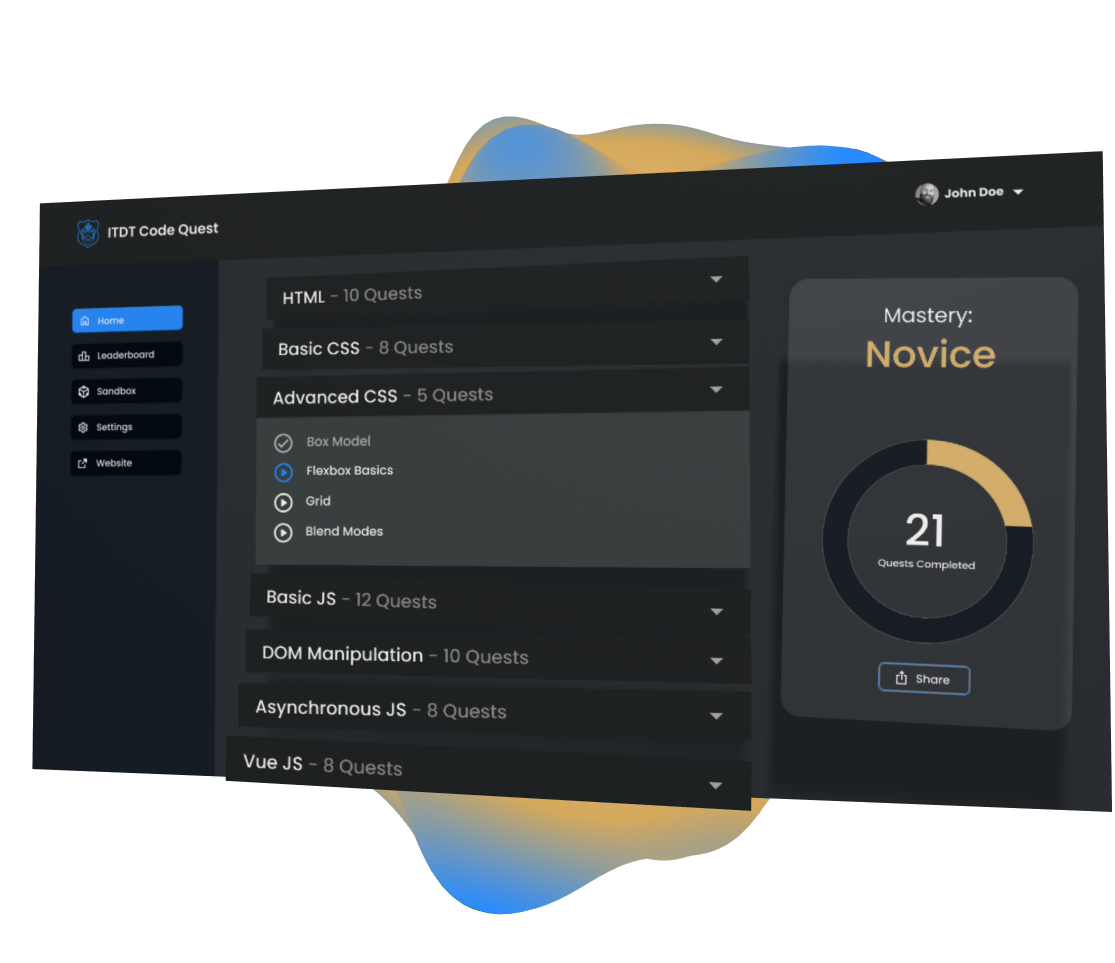 ITDT Code Quest
John Doe
Home
Leaderboard
Sandbox
Settings
Website
HTML - 10 Quests
Basic CSS - 8 Quests
Advanced CSS - 5 Quests
Box Model
Flexbox Basics
Grid
Blend Modes
Basic JS - 12 Quests
DOM Manipulation - 10 Quests
Asynchronous JS - 8 Quests
Vue JS - 8 Quests
Mastery:
Novice
21
Quests Completed
Share